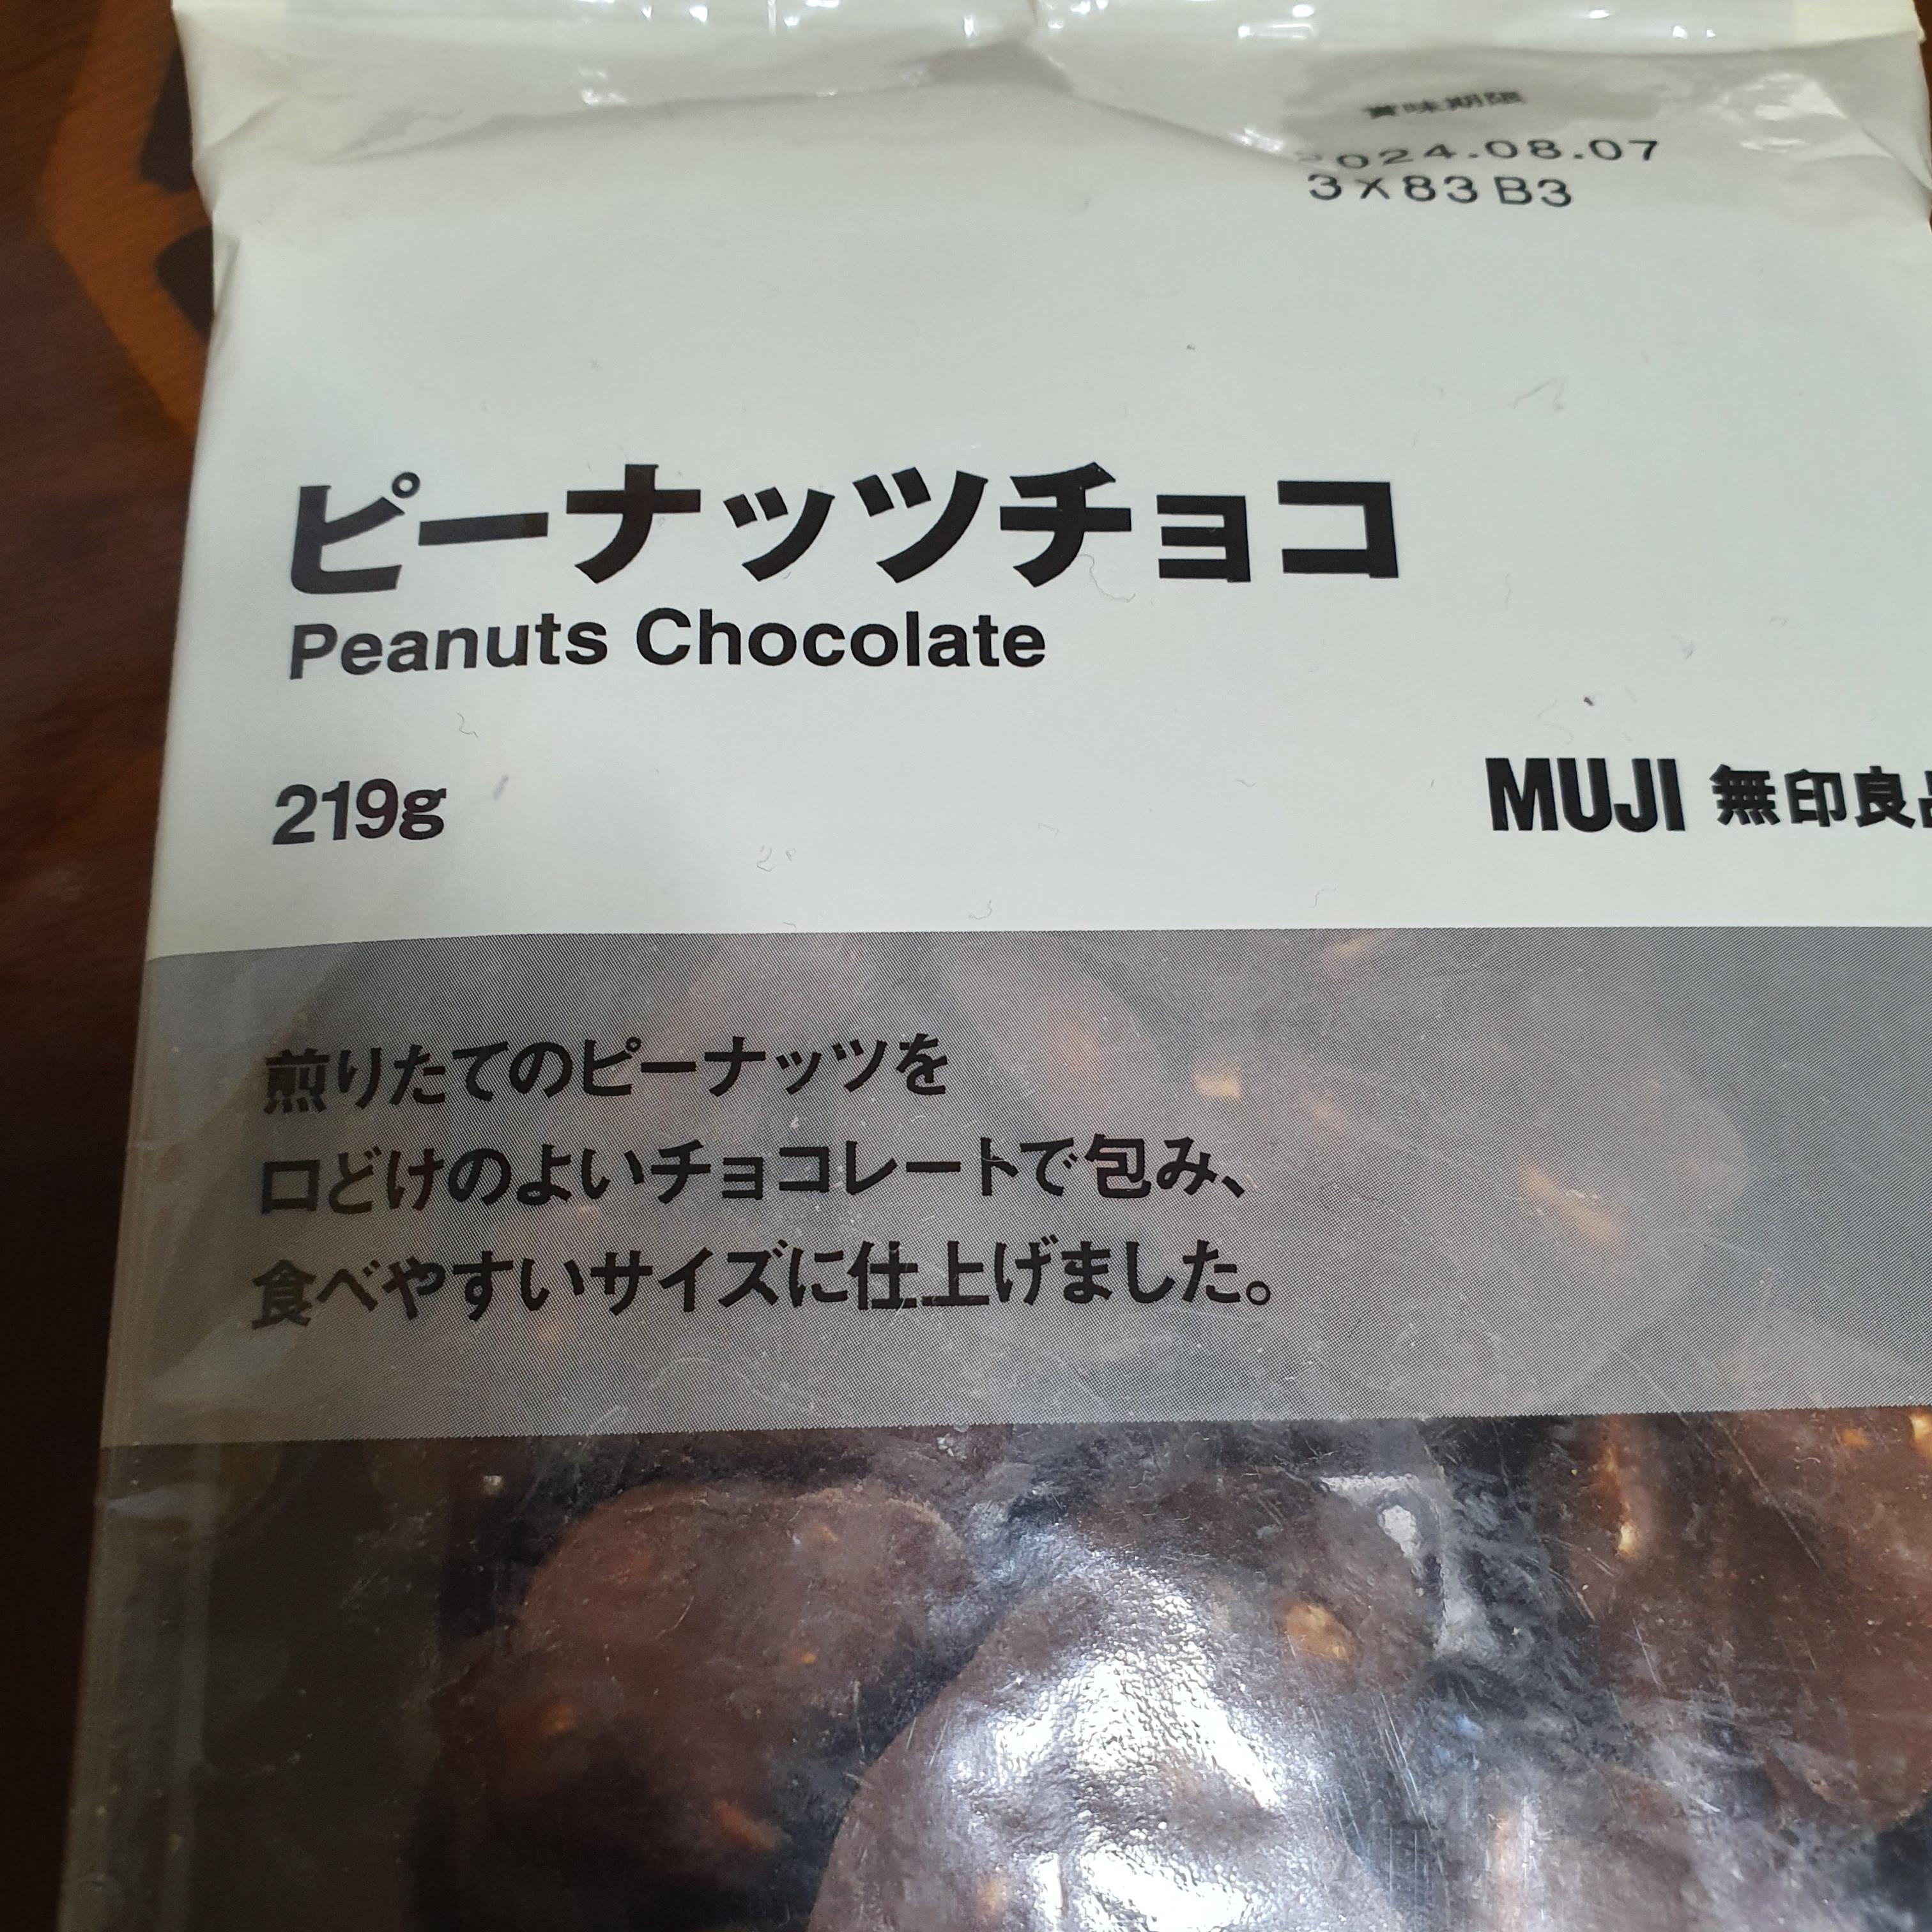 賞味期限
2024.08.07
3X83 B3
ピーナッツチョコ
Peanuts Chocolate
219g
MUJI 無印良品
煎りたてのピーナッツを
口どけのよいチョコレートで包み、
食べやすいサイズに仕上げました。